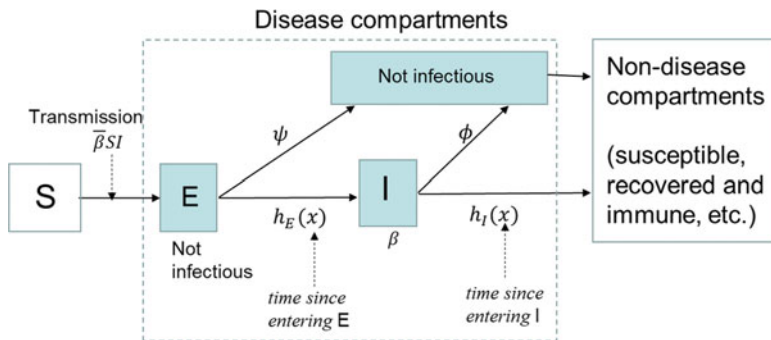 Disease compartments
Transmission
β̅SI
S
E
Not
infectious
ψ
h_E(x)
time since
entering E
Not infectious
I
β
ϕ
h_I(x)
time since
entering I
Non-disease
compartments
(susceptible,
recovered and
immune, etc.)